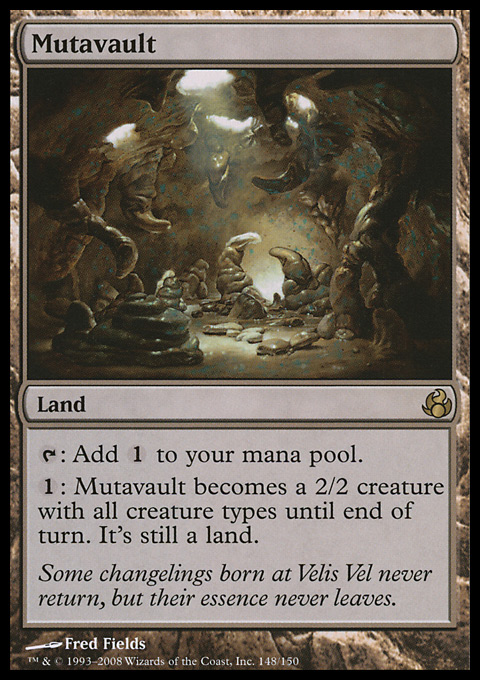 Mutavault
Land
: Add 1 to your mana pool.
1: Mutavault becomes a 2/2 creature
with all creature types until end of
turn. It's still a land.
Some changelings born at Velis Vel never
return, but their essence never leaves.
Fred Fields
™ & © 1993–2008 Wizards of the Coast, Inc. 148/150